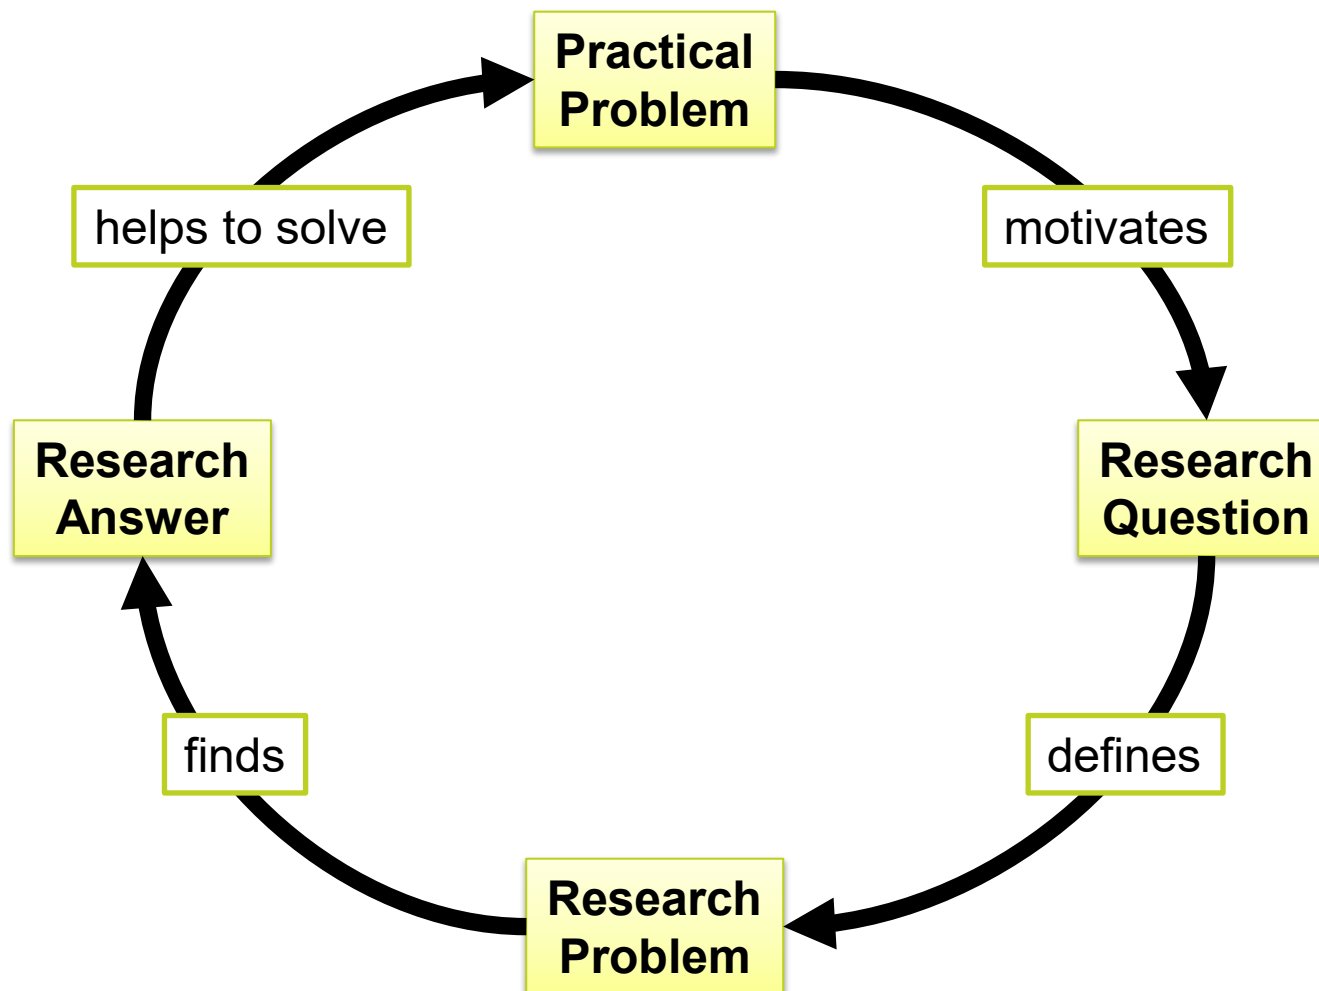 Practical
Problem
motivates
Research
Question
defines
Research
Problem
finds
Research
Answer
helps to solve